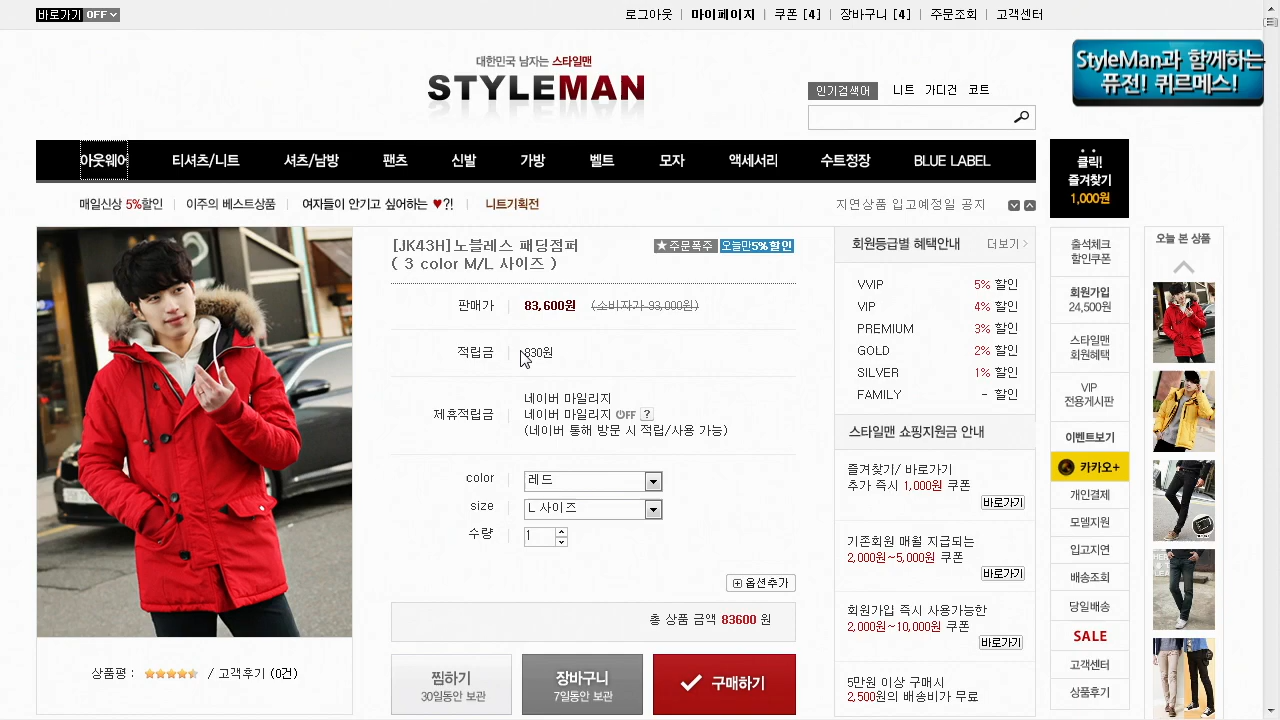 바로가기 OFF
로그아웃 | 마이페이지 | 쿠폰 [4] | 장바구니 [4] | 주문조회 | 고객센터
대한민국 남자는 스타일맨
STYLEMAN
인기검색어 니트 가디건 코트
StyleMan과 함께하는
퓨전! 퀴르메스!
아웃웨어 티셔츠/니트 셔츠/남방 팬츠 신발 가방 벨트 모자 액세서리 수트정장 BLUE LABEL
매일신상 5%할인 | 이주의 베스트상품 | 여자들이 안기고 싶어하는 ♥?! | 니트기획전
지연상품 입고예정일 공지
클릭!
즐겨찾기
1,000원
[JK43H]노블레스 패딩점퍼
( 3 color M/L 사이즈 )
★주문폭주 오늘만5%할인
판매가 83,600원 (소비자가 93,000원)
적립금 830원
제휴적립금
네이버 마일리지
네이버 마일리지 OFF ?
(네이버 통해 방문 시 적립/사용 가능)
color 레드
size L 사이즈
수량 1
옵션추가
총 상품 금액 83600 원
상품평 : / 고객후기 (0건)
찜하기
30일동안 보관
장바구니
7일동안 보관
구매하기
회원등급별 혜택안내 더보기
VVIP 5% 할인
VIP 4% 할인
PREMIUM 3% 할인
GOLD 2% 할인
SILVER 1% 할인
FAMILY - 할인
스타일맨 쇼핑지원금 안내
즐겨찾기/ 바로가기
추가 즉시 1,000원 쿠폰
바로가기
기존회원 매월 지급되는
2,000원~9,000원 쿠폰
바로가기
회원가입 즉시 사용가능한
2,000원~10,000원 쿠폰
바로가기
5만원 이상 구매시
2,500원의 배송비가 무료
출석체크
할인쿠폰
회원가입
24,500원
스타일맨
회원혜택
VIP
전용게시판
이벤트보기
카카오+
개인결제
모델지원
입고지연
배송조회
당일배송
SALE
고객센터
상품후기
오늘 본 상품